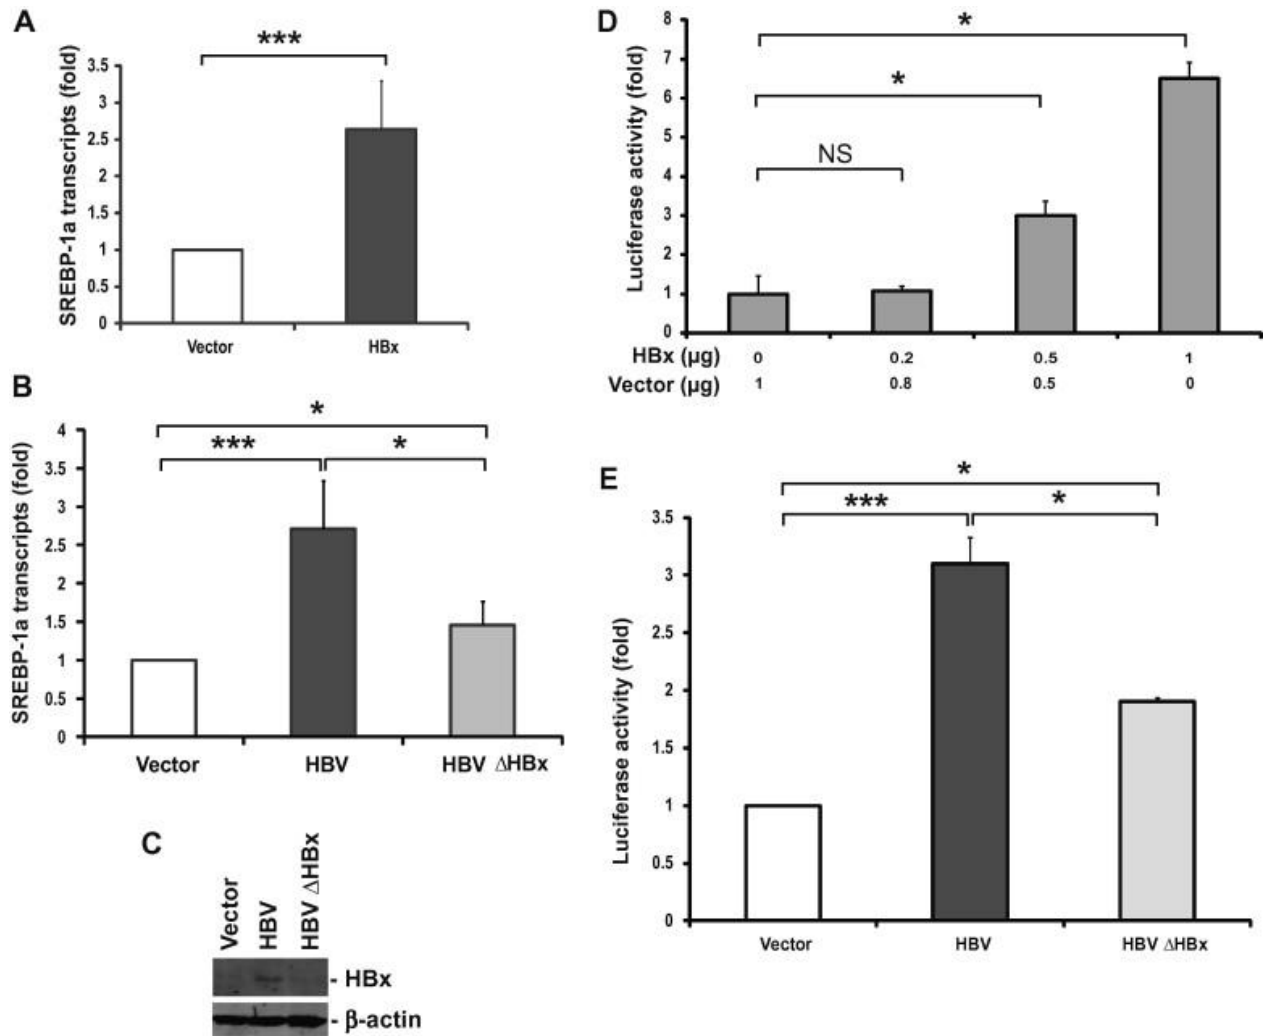 A
***
SREBP-1a transcripts (fold)
3.5
3
2.5
2
1.5
1
0.5
0
Vector HBx
B
*
*** *
SREBP-1a transcripts (fold)
4
3.5
3
2.5
2
1.5
1
0.5
0
Vector HBV HBV ΔHBx
C
Vector
HBV
HBV ΔHBx
- HBx
- β-actin
D
*
*
NS
Luciferase activity (fold)
8
7
6
5
4
3
2
1
0
HBx (µg) 0 0.2 0.5 1
Vector (µg) 1 0.8 0.5 0
E
*
*** *
Luciferase activity (fold)
3.5
3
2.5
2
1.5
1
0.5
0
Vector HBV HBV ΔHBx